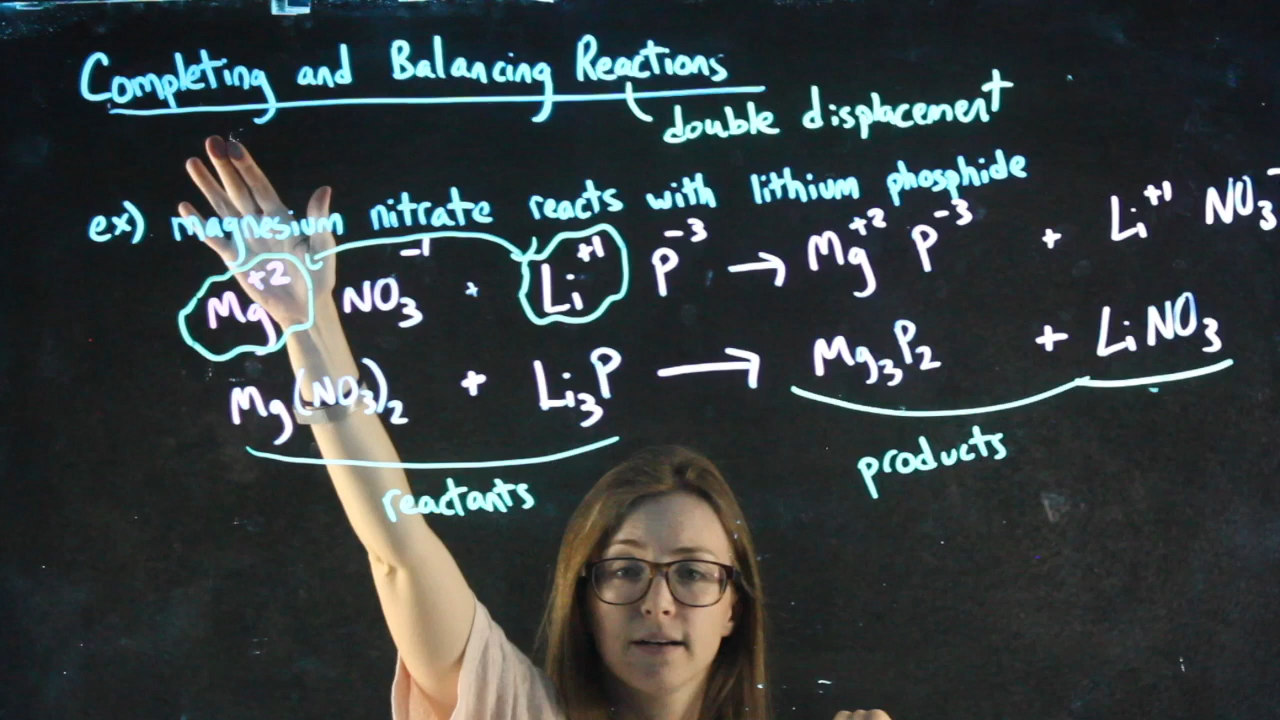 Completing and Balancing Reactions
double displacement
ex) magnesium nitrate reacts with lithium phosphide
Mg⁺² NO₃⁻¹ + Li⁺¹ P⁻³ → Mg⁺² P⁻³ + Li⁺¹ NO₃⁻
Mg(NO₃)₂ + Li₃P → Mg₃P₂ + LiNO₃
reactants
products